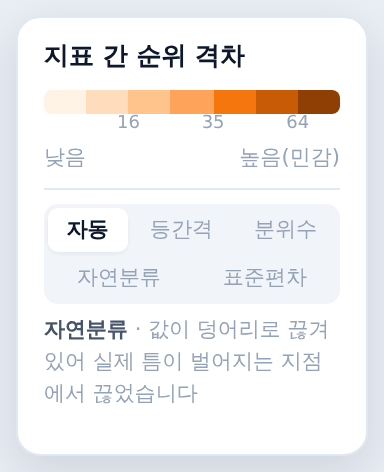 지표 간 순위 격차
16 35 64
낮음 높음(민감)
자동 등간격 분위수
자연분류 표준편차
자연분류 · 값이 덩어리로 끊겨
있어 실제 틈이 벌어지는 지점
에서 끊었습니다